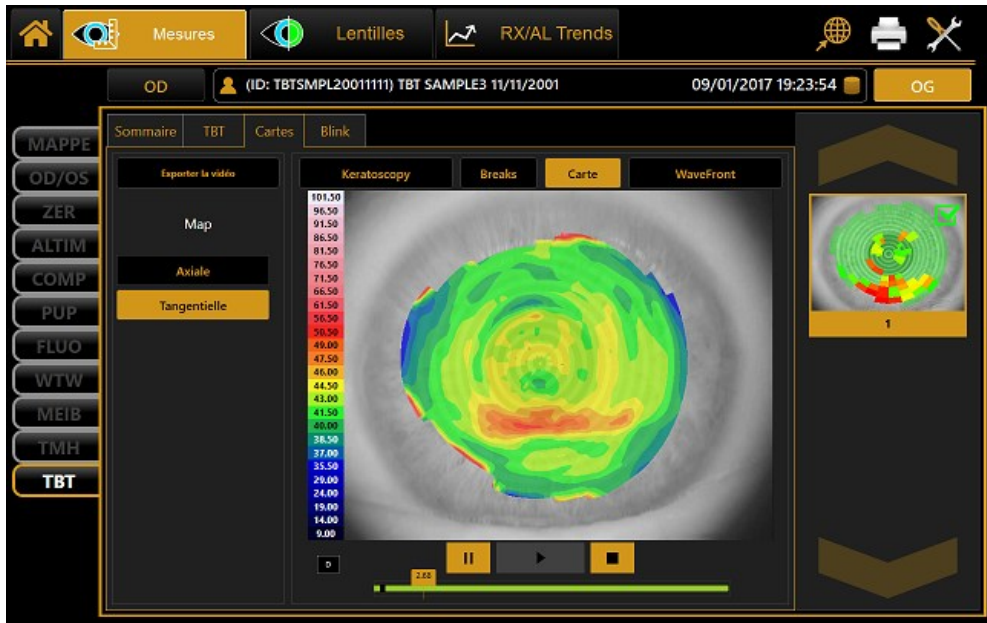 Mesures
Lentilles
RX/AL Trends
OD
(ID: TBTSMPL20011111) TBT SAMPLE3 11/11/2001
09/01/2017 19:23:54
OG
MAPPE
OD/OS
ZER
ALTIM
COMP
PUP
FLUO
WTW
MEIB
TMH
TBT
Sommaire
TBT
Cartes
Blink
Exporter la vidéo
Map
Axiale
Tangentielle
Keratoscopy
Breaks
Carte
WaveFront
101.50
96.50
91.50
86.50
81.50
76.50
71.50
66.50
61.50
56.50
50.50
49.00
47.50
46.00
44.50
43.00
41.50
40.00
38.50
37.00
35.50
29.00
24.00
19.00
14.00
9.00
D
2.68
1